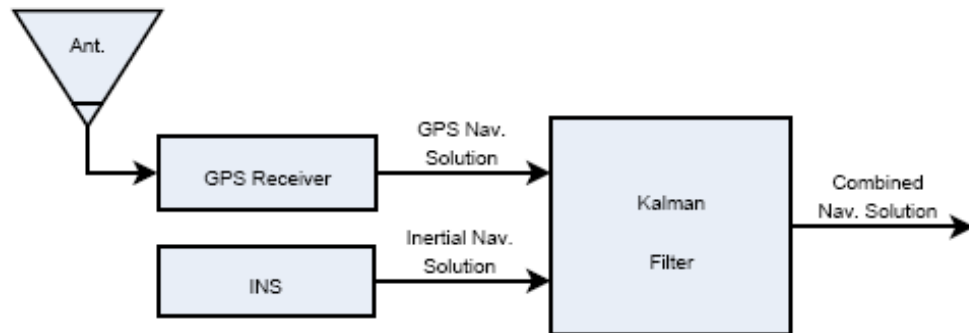 Ant.
GPS Receiver
GPS Nav.
Solution
INS
Inertial Nav.
Solution
Kalman
Filter
Combined
Nav. Solution